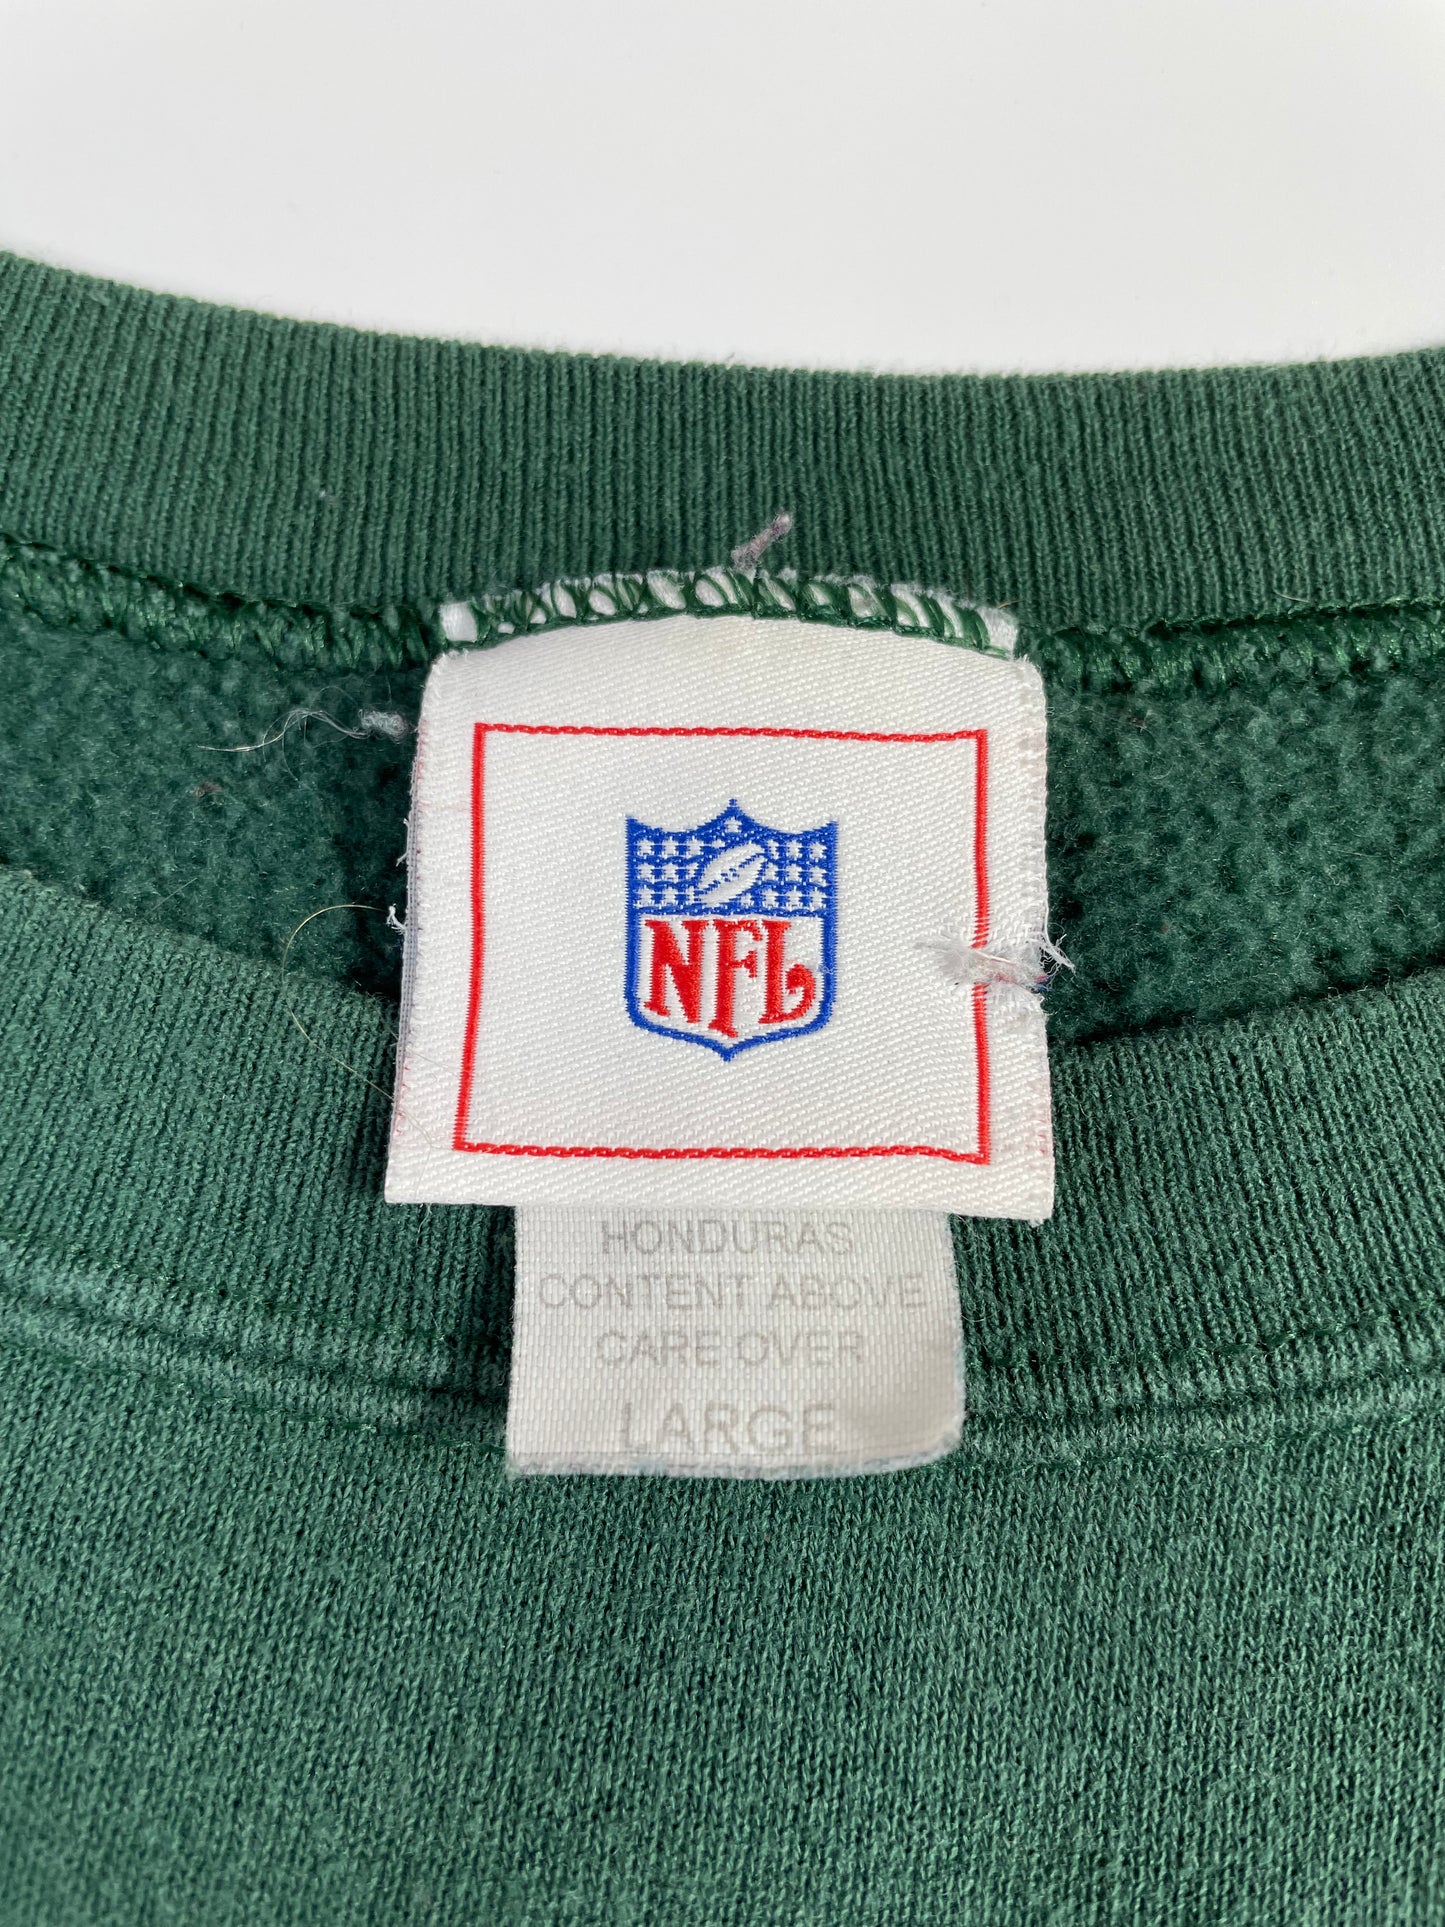 NFL
HONDURAS
CONTENT ABOVE
CARE OVER
LARGE